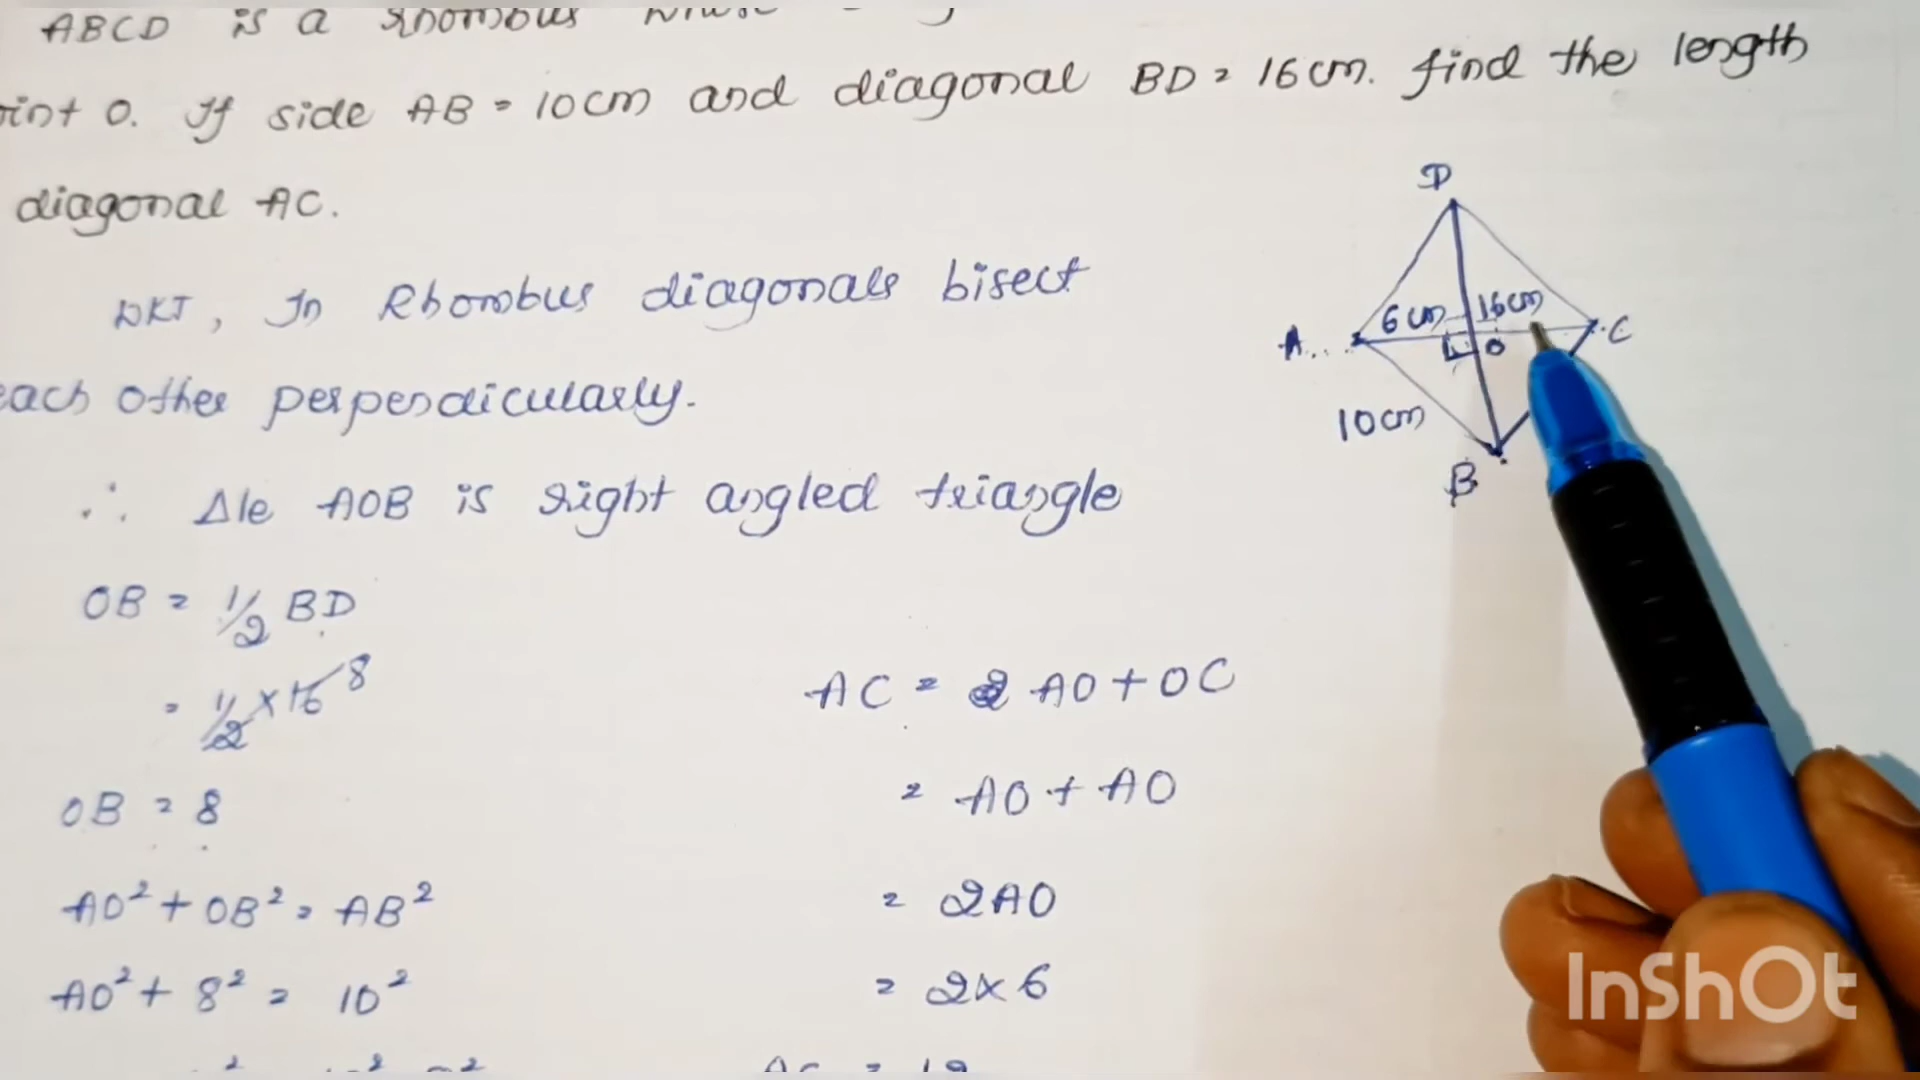 ABCD is a rhombus
oint O. If side AB = 10cm and diagonal BD = 16cm. find the length
diagonal AC.
D
WKT, In Rhombus diagonals bisect
6cm 16cm
A C
O
each other perpendicularly.
10cm
B
∴ Δle AOB is right angled triangle
OB = 1/2 BD
= 1/2 × 16 8
OB = 8
AO² + OB² = AB²
AO² + 8² = 10²
AC = AO + OC
= AO + AO
= 2AO
= 2×6
AC = 12
InShOt